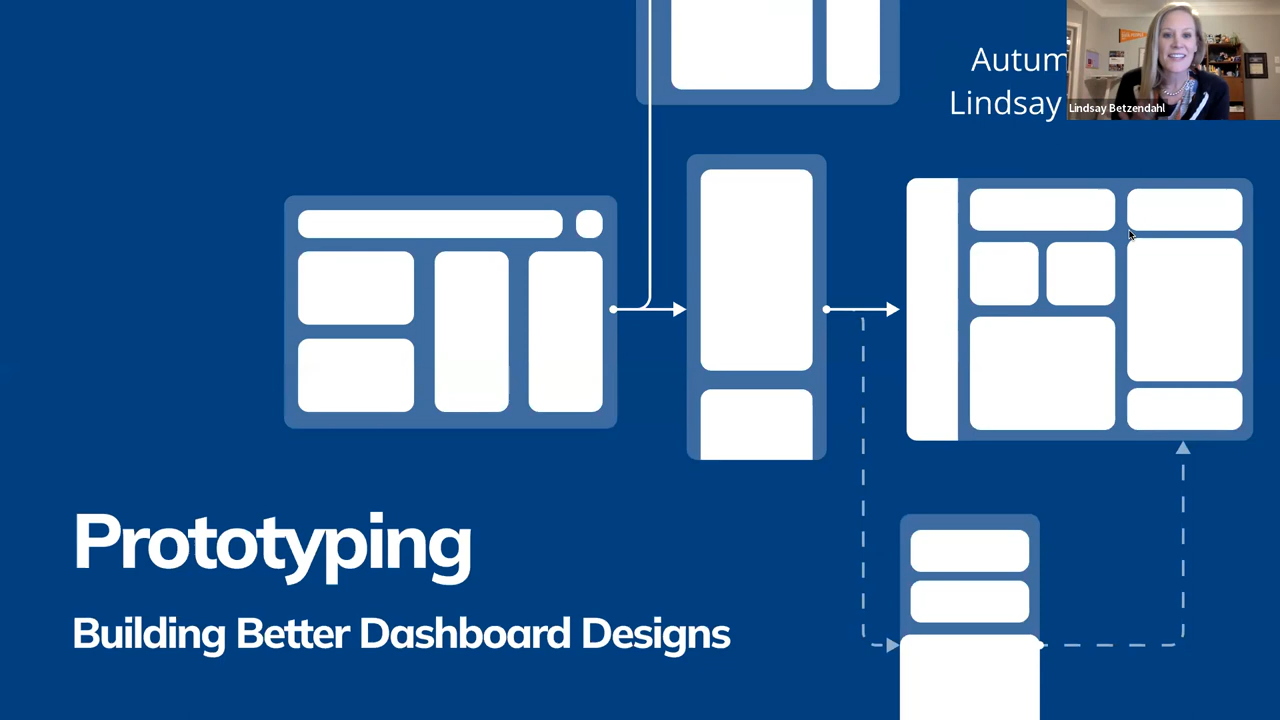 Autum
Lindsay
Lindsay Betzendahl
Prototyping
Building Better Dashboard Designs